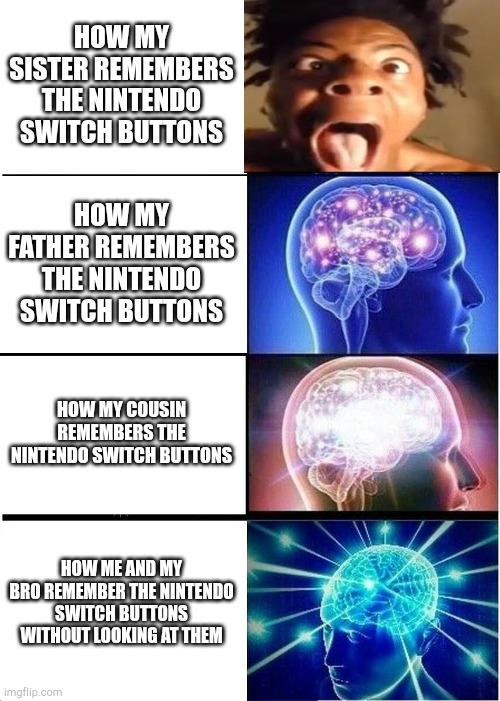 HOW MY
SISTER REMEMBERS
THE NINTENDO
SWITCH BUTTONS
HOW MY
FATHER REMEMBERS
THE NINTENDO
SWITCH BUTTONS
HOW MY COUSIN
REMEMBERS THE
NINTENDO SWITCH BUTTONS
HOW ME AND MY
BRO REMEMBER THE NINTENDO
SWITCH BUTTONS
WITHOUT LOOKING AT THEM
imgflip.com